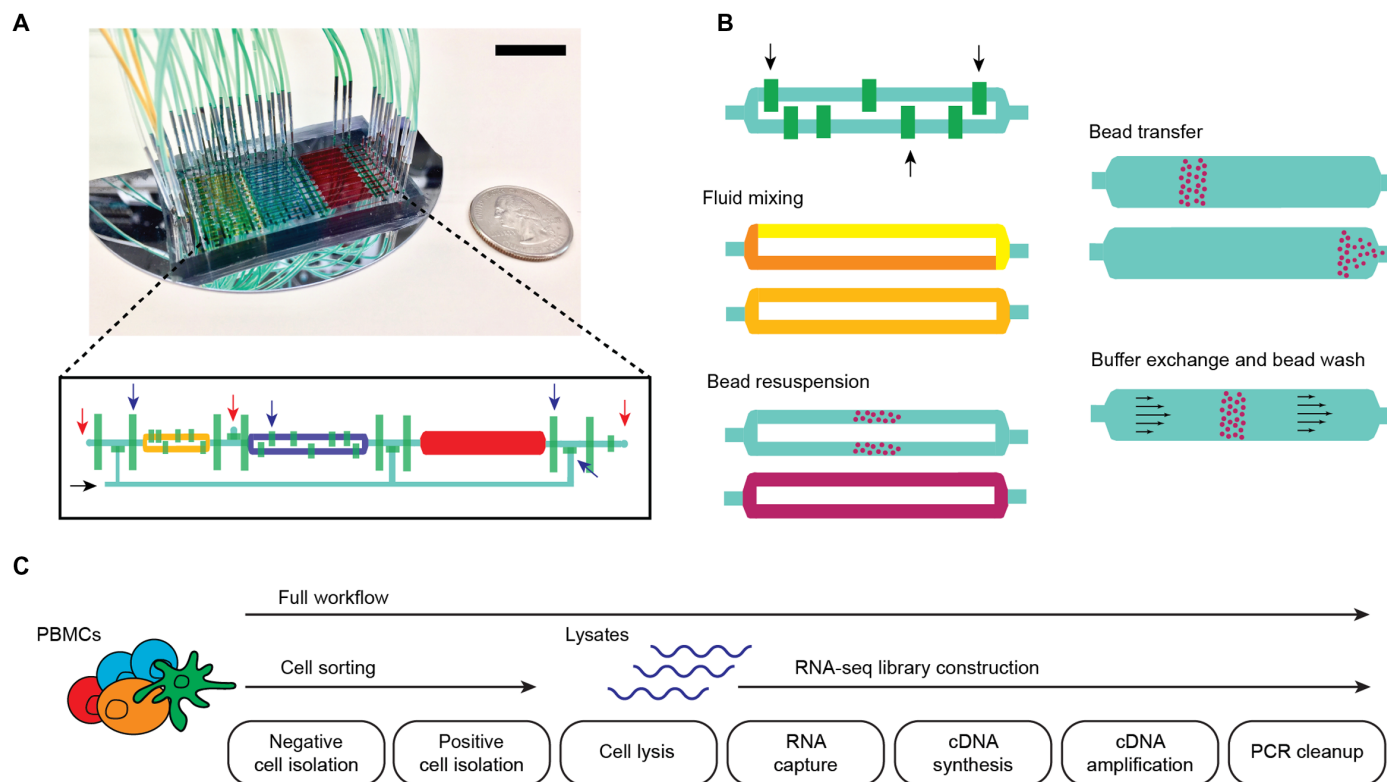 A
B
Fluid mixing
Bead resuspension
Bead transfer
Buffer exchange and bead wash
C
Full workflow
PBMCs
Lysates
Cell sorting
RNA-seq library construction
Negative
cell isolation
Positive
cell isolation
Cell lysis
RNA
capture
cDNA
synthesis
cDNA
amplification
PCR cleanup